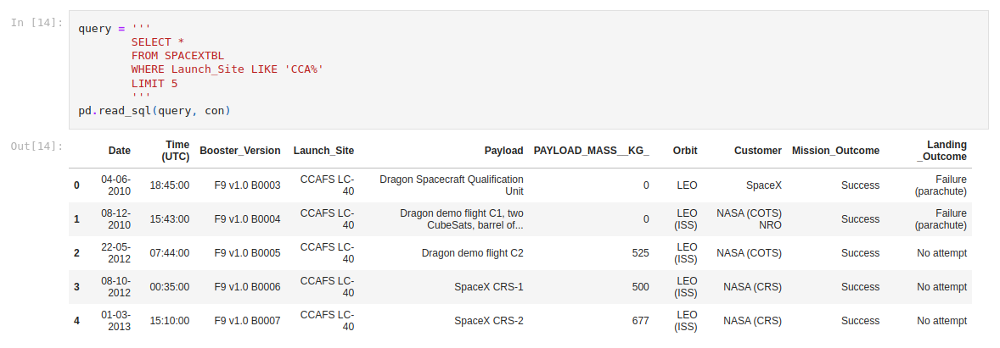 In [14]:
query = '''
SELECT *
FROM SPACEXTBL
WHERE Launch_Site LIKE 'CCA%'
LIMIT 5
'''
pd.read_sql(query, con)
Out[14]:
Date Time (UTC) Booster_Version Launch_Site Payload PAYLOAD_MASS__KG_ Orbit Customer Mission_Outcome Landing _Outcome
0 04-06-2010 18:45:00 F9 v1.0 B0003 CCAFS LC-40 Dragon Spacecraft Qualification Unit 0 LEO SpaceX Success Failure (parachute)
1 08-12-2010 15:43:00 F9 v1.0 B0004 CCAFS LC-40 Dragon demo flight C1, two CubeSats, barrel of... 0 LEO (ISS) NASA (COTS) NRO Success Failure (parachute)
2 22-05-2012 07:44:00 F9 v1.0 B0005 CCAFS LC-40 Dragon demo flight C2 525 LEO (ISS) NASA (COTS) Success No attempt
3 08-10-2012 00:35:00 F9 v1.0 B0006 CCAFS LC-40 SpaceX CRS-1 500 LEO (ISS) NASA (CRS) Success No attempt
4 01-03-2013 15:10:00 F9 v1.0 B0007 CCAFS LC-40 SpaceX CRS-2 677 LEO (ISS) NASA (CRS) Success No attempt